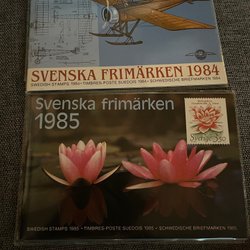 SVENSKA FRIMÄRKEN 1984
SWEDISH STAMPS 1984 • TIMBRES-POSTE SUEDOIS 1984 • SCHWEDISCHE BRIEFMARKEN 1984
Svenska frimärken
1985
Sverige
SWEDISH STAMPS 1985 • TIMBRES-POSTE SUEDOIS 1985 • SCHWEDISCHE BRIEFMARKEN 1985